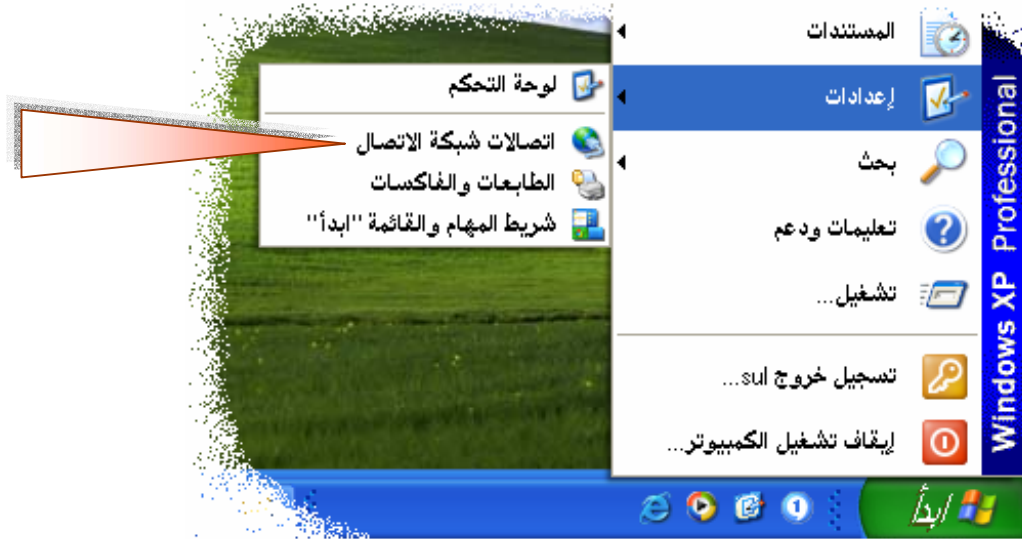 المستندات
إعدادات
بحث
تعليمات ودعم
تشغيل...
تسجيل خروج sul...
إيقاف تشغيل الكمبيوتر...
لوحة التحكم
اتصالات شبكة الاتصال
الطابعات والفاكسات
شريط المهام والقائمة "ابدأ"
Windows XP Professional
ابدأ
1